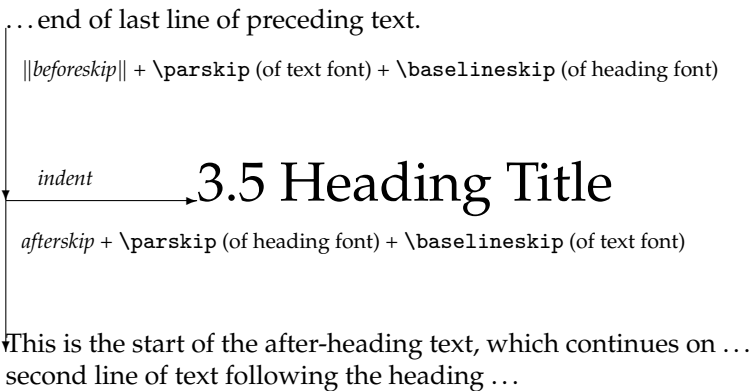 ...end of last line of preceding text.
||beforeskip|| + \parskip (of text font) + \baselineskip (of heading font)
indent
3.5 Heading Title
afterskip + \parskip (of heading font) + \baselineskip (of text font)
This is the start of the after-heading text, which continues on ...
second line of text following the heading ...